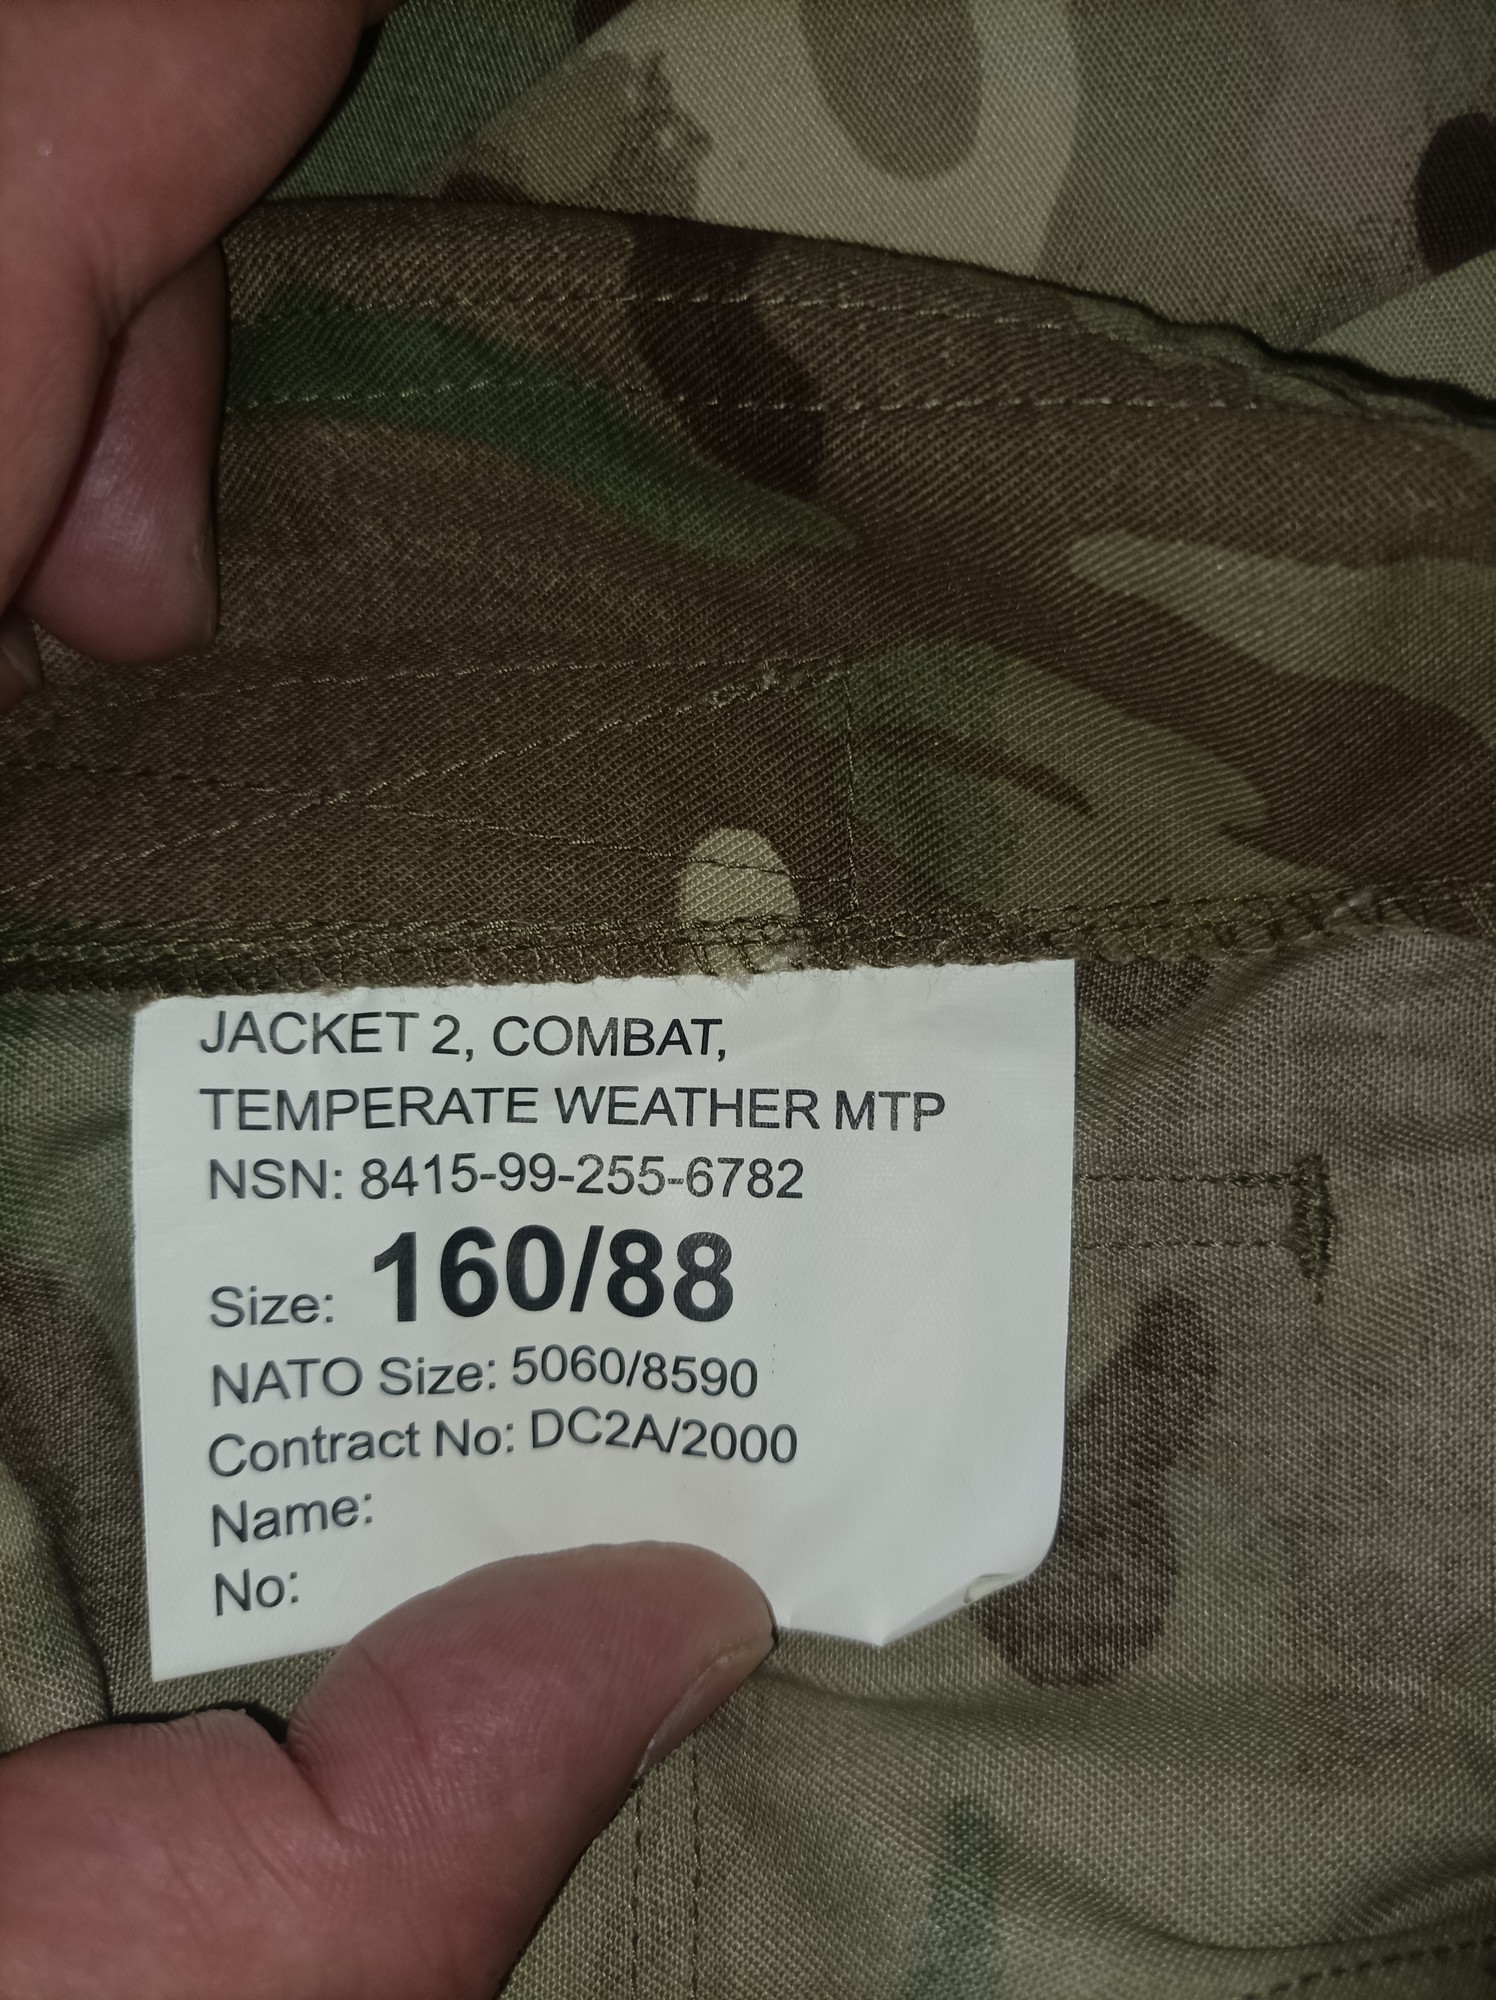 JACKET 2, COMBAT,
TEMPERATE WEATHER MTP
NSN: 8415-99-255-6782
Size: 160/88
NATO Size: 5060/8590
Contract No: DC2A/2000
Name:
No: